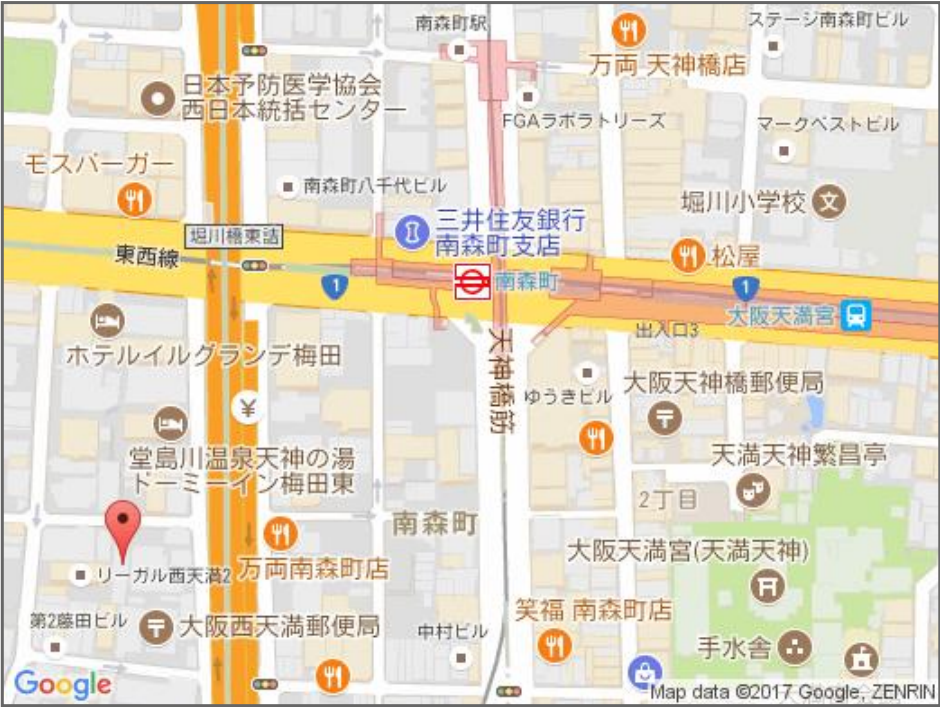 南森町駅
ステージ南森町ビル
万両 天神橋店
日本予防医学協会
西日本統括センター
FGAラボラトリーズ
マークベストビル
モスバーガー
南森町八千代ビル
堀川小学校
三井住友銀行
南森町支店
堀川橋東詰
東西線
松屋
1
南森町
1
大阪天満宮
出入口3
ホテルイルグランデ梅田
天神橋筋
ゆうきビル
大阪天神橋郵便局
¥
堂島川温泉天神の湯
ドーミーイン梅田東
天満天神繁昌亭
2丁目
南森町
大阪天満宮(天満天神)
リーガル西天満2
万両南森町店
笑福 南森町店
第2藤田ビル
大阪西天満郵便局
中村ビル
手水舎
文
Google
Map data ©2017 Google, ZENRIN